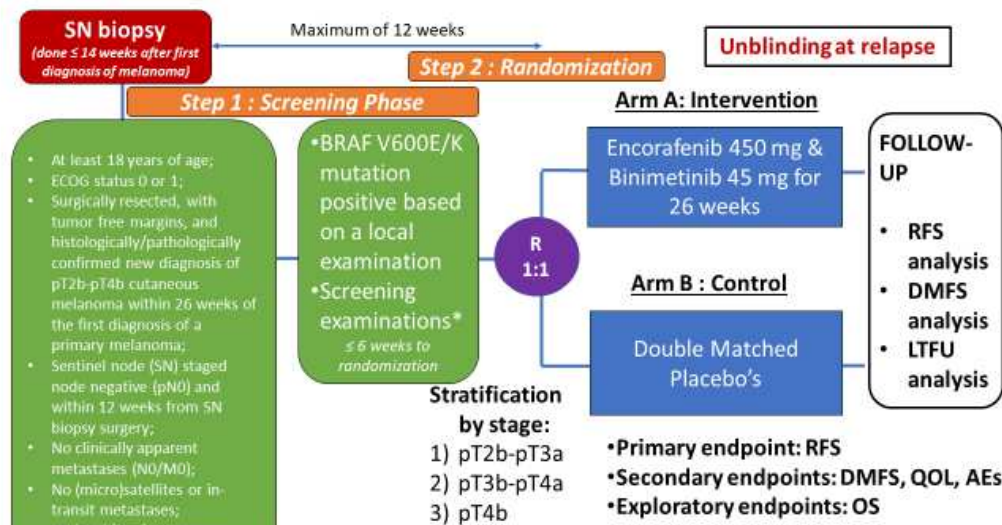 SN biopsy
(done ≤ 14 weeks after first
diagnosis of melanoma)
Maximum of 12 weeks
Unblinding at relapse
Step 2 : Randomization
Step 1 : Screening Phase
• At least 18 years of age;
• ECOG status 0 or 1;
• Surgically resected, with
tumor free margins, and
histologically/pathologically
confirmed new diagnosis of
pT2b-pT4b cutaneous
melanoma within 26 weeks of
the first diagnosis of a
primary melanoma;
• Sentinel node (SN) staged
node negative (pN0) and
within 12 weeks from SN
biopsy surgery;
• No clinically apparent
metastases (N0/M0);
• No (micro)satellites or in-
transit metastases;
•BRAF V600E/K
mutation
positive based
on a local
examination
•Screening
examinations*
≤ 6 weeks to
randomization
R
1:1
Arm A: Intervention
Encorafenib 450 mg &
Binimetinib 45 mg for
26 weeks
Arm B : Control
Double Matched
Placebo's
FOLLOW-
UP
• RFS
analysis
• DMFS
analysis
• LTFU
analysis
Stratification
by stage:
1) pT2b-pT3a
2) pT3b-pT4a
3) pT4b
•Primary endpoint: RFS
•Secondary endpoints: DMFS, QOL, AEs
•Exploratory endpoints: OS